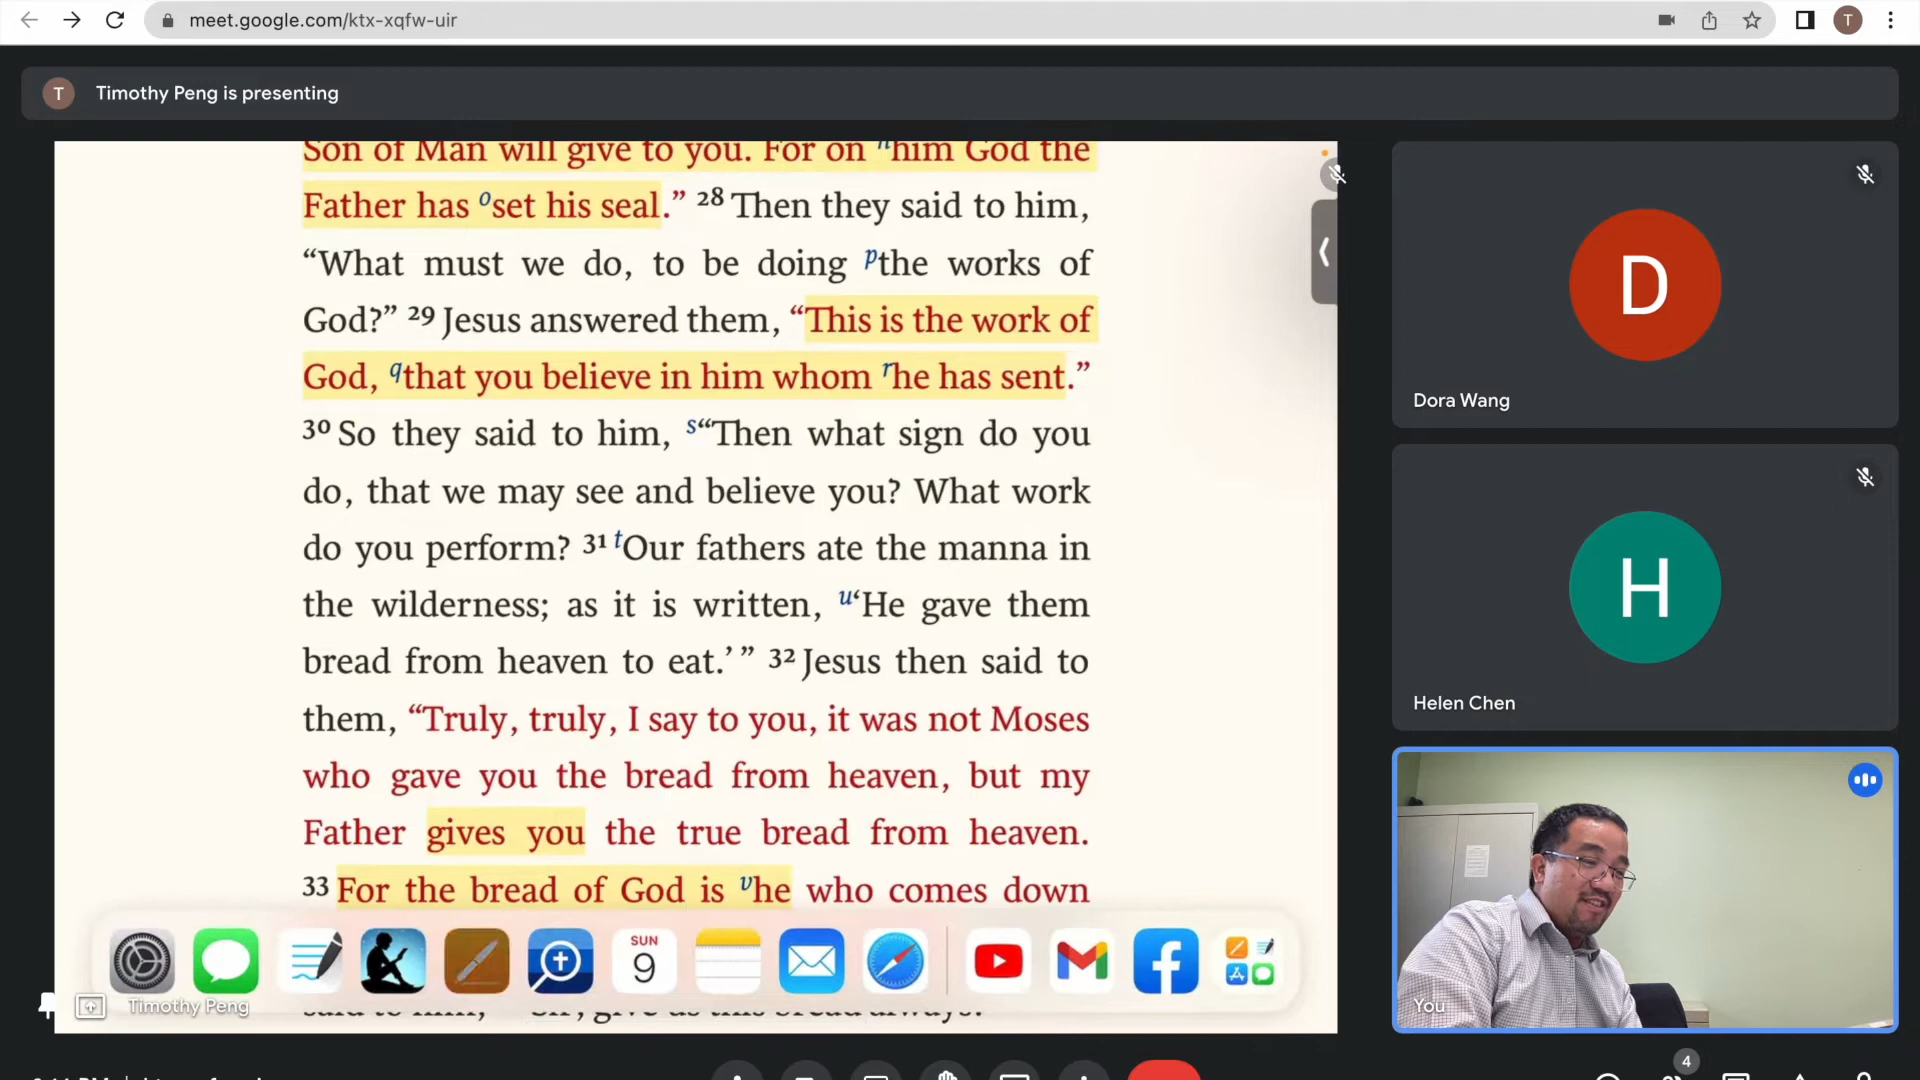 meet.google.com/ktx-xqfw-uir
T
T
Timothy Peng is presenting
Son of Man will give to you. For on ⁿhim God the
Father has ᵒset his seal.” ²⁸ Then they said to him,
“What must we do, to be doing ᵖthe works of
God?” ²⁹ Jesus answered them, “This is the work of
God, qthat you believe in him whom ʳhe has sent.”
³⁰ So they said to him, ˢ“Then what sign do you
do, that we may see and believe you? What work
do you perform? ³¹ ᵗOur fathers ate the manna in
the wilderness; as it is written, ᵘ‘He gave them
bread from heaven to eat.’ ” ³² Jesus then said to
them, “Truly, truly, I say to you, it was not Moses
who gave you the bread from heaven, but my
Father gives you the true bread from heaven.
³³ For the bread of God is ᵛhe who comes down
SUN
9
Timothy Peng
D
Dora Wang
H
Helen Chen
You
4